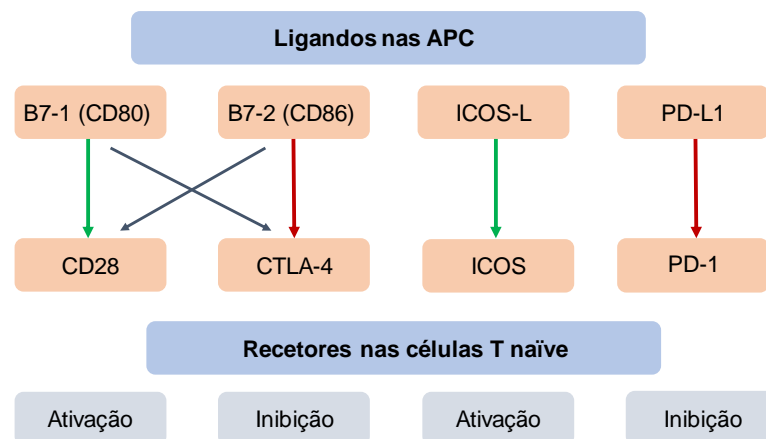 Ligandos nas APC
B7-1 (CD80)
B7-2 (CD86)
ICOS-L
PD-L1
CD28
CTLA-4
ICOS
PD-1
Recetores nas células T naïve
Ativação
Inibição
Ativação
Inibição